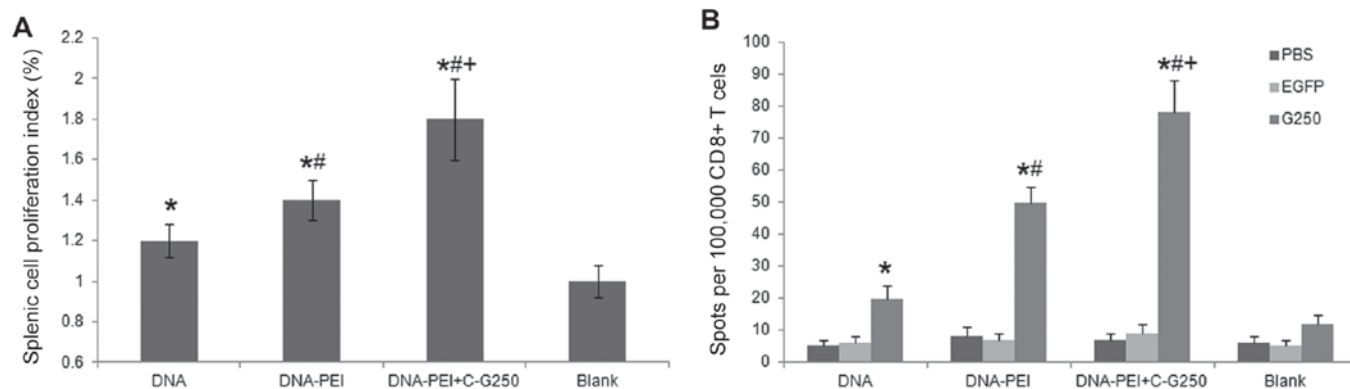 A
Splenic cell proliferation index (%)
2.2
2
1.8
1.6
1.4
1.2
1
0.8
0.6
*
*#
*#+
DNA
DNA-PEI
DNA-PEI+C-G250
Blank
B
Spots per 100,000 CD8+ T cels
100
90
80
70
60
50
40
30
20
10
0
*
*#
*#+
PBS
EGFP
G250
DNA
DNA-PEI
DNA-PEI+C-G250
Blank